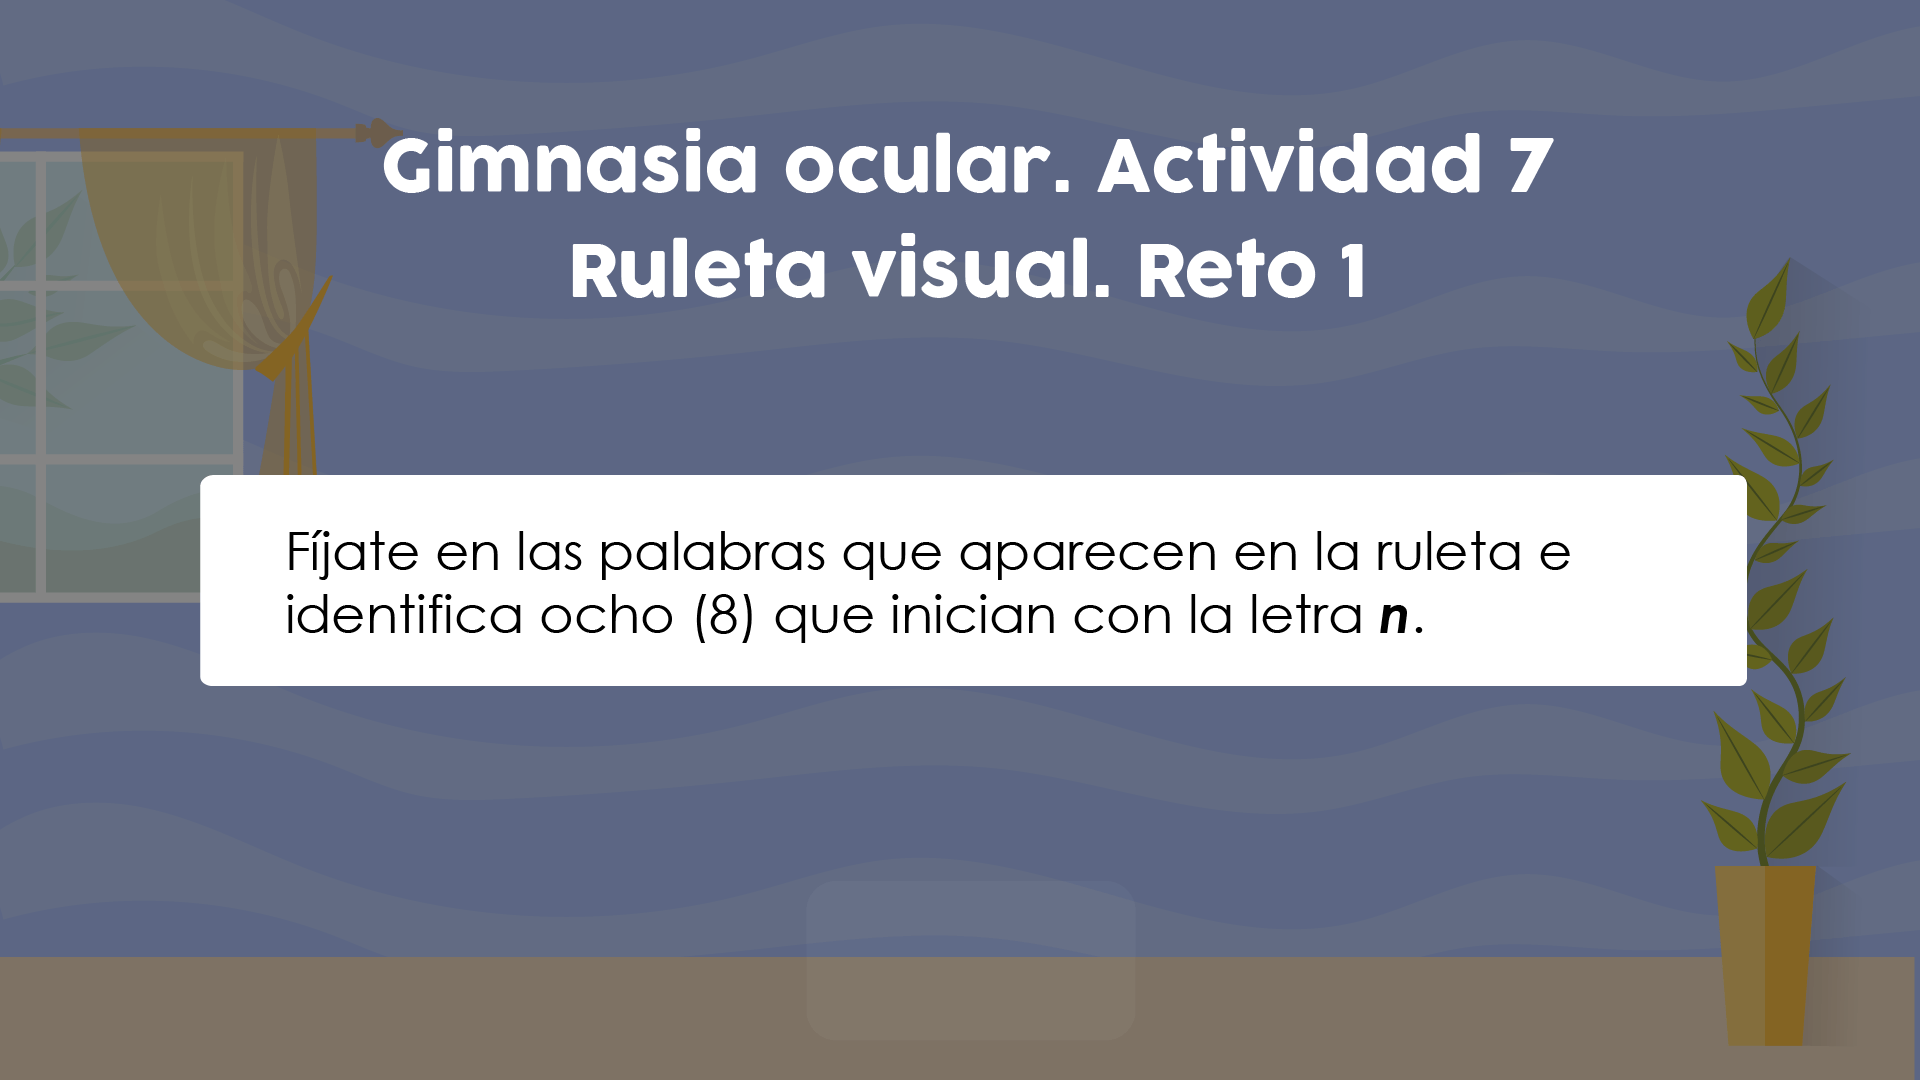 Gimnasia ocular. Actividad 7
Ruleta visual. Reto 1
Fíjate en las palabras que aparecen en la ruleta e
identifica ocho (8) que inician con la letra n.